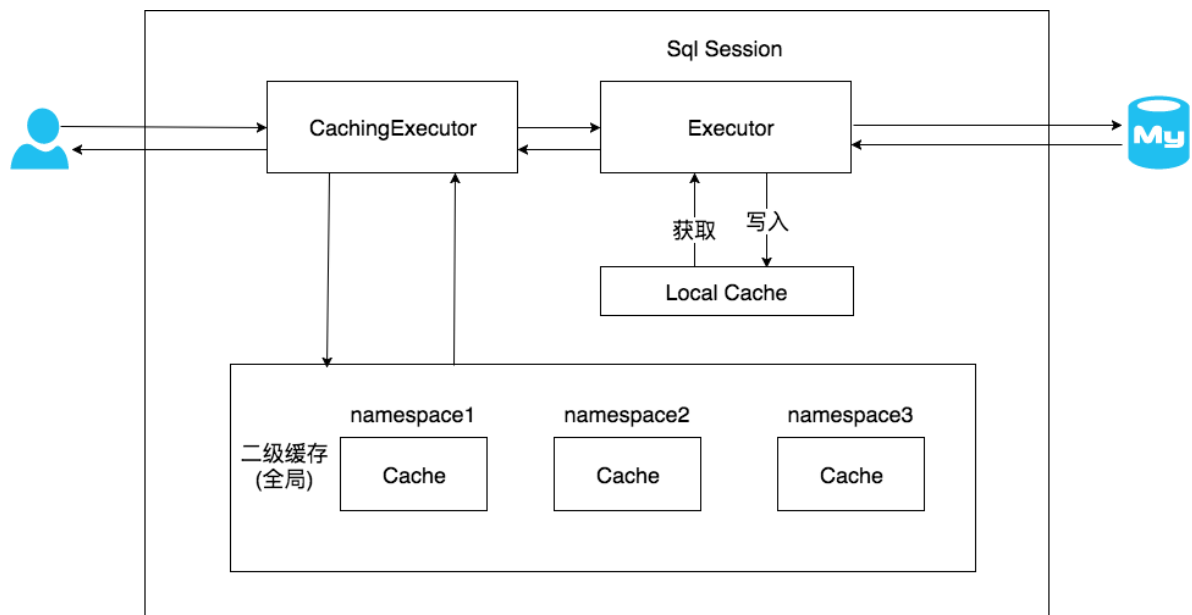 Sql Session
CachingExecutor
Executor
My
获取
写入
Local Cache
namespace1
namespace2
namespace3
二级缓存
(全局)
Cache
Cache
Cache